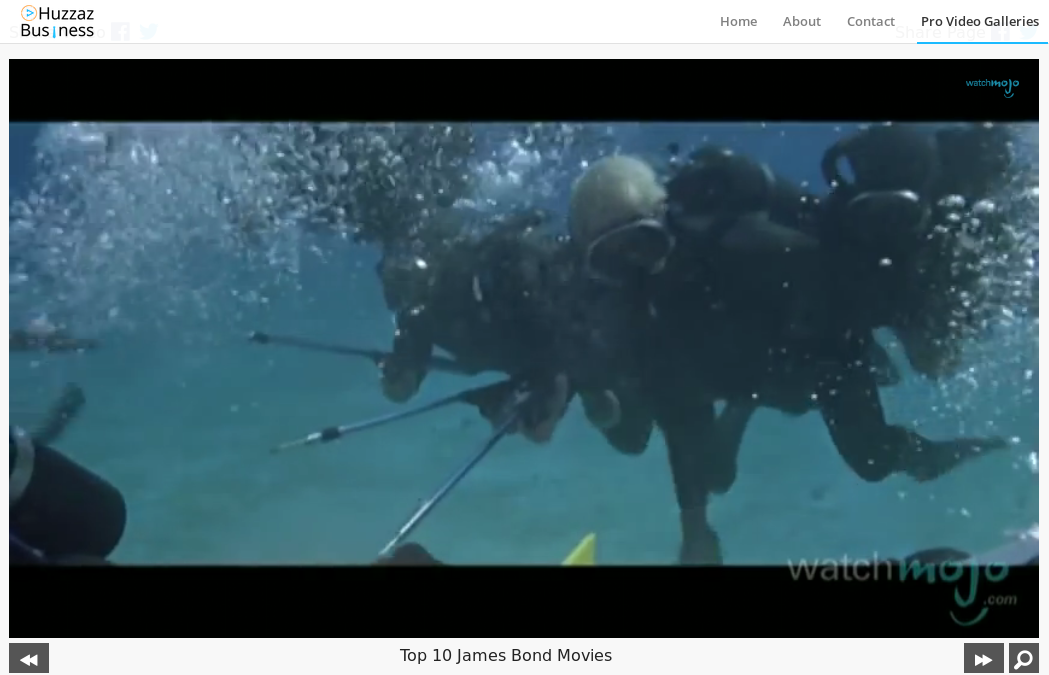 Huzzaz
Business
Home
About
Contact
Pro Video Galleries
Share Page
watchmojo
watchmojo
.com
Top 10 James Bond Movies